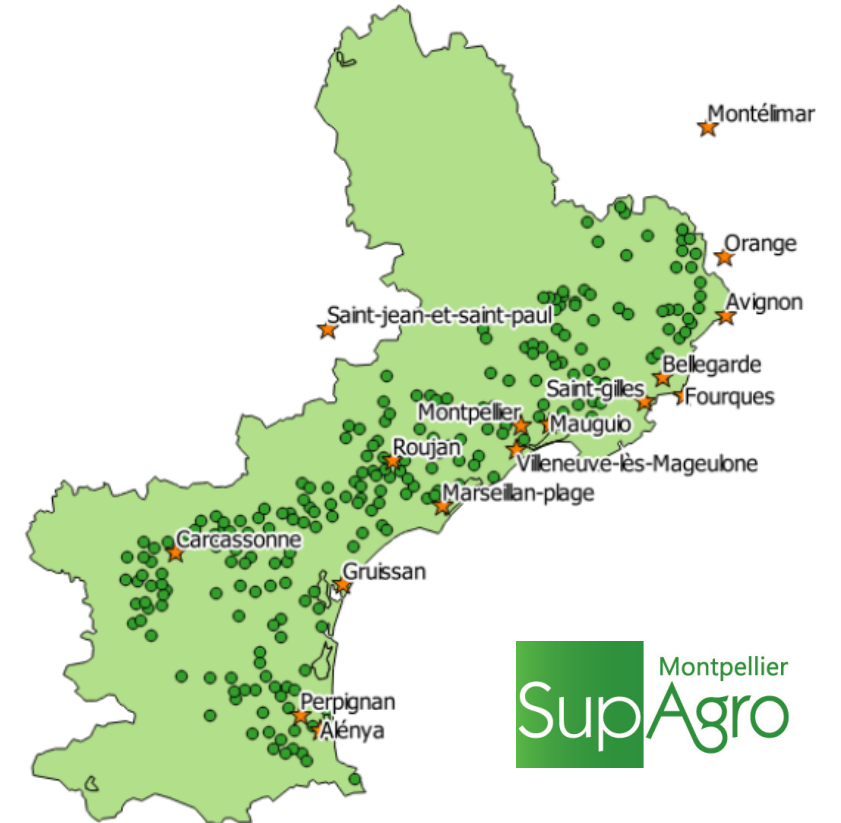 Montélimar
Orange
Avignon
Saint-jean-et-saint-paul
Bellegarde
Saint-gilles
Fourques
Montpellier
Mauguio
Roujan
Villeneuve-lès-Mageulone
Marseillan-plage
Carcassonne
Gruissan
Montpellier
SupAgro
Perpignan
Alénya